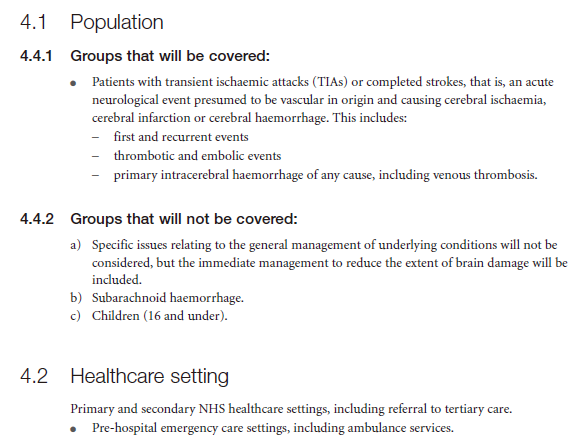 4.1 Population
4.4.1 Groups that will be covered:
• Patients with transient ischaemic attacks (TIAs) or completed strokes, that is, an acute
neurological event presumed to be vascular in origin and causing cerebral ischaemia,
cerebral infarction or cerebral haemorrhage. This includes:
– first and recurrent events
– thrombotic and embolic events
– primary intracerebral haemorrhage of any cause, including venous thrombosis.
4.4.2 Groups that will not be covered:
a) Specific issues relating to the general management of underlying conditions will not be
considered, but the immediate management to reduce the extent of brain damage will be
included.
b) Subarachnoid haemorrhage.
c) Children (16 and under).
4.2 Healthcare setting
Primary and secondary NHS healthcare settings, including referral to tertiary care.
• Pre-hospital emergency care settings, including ambulance services.